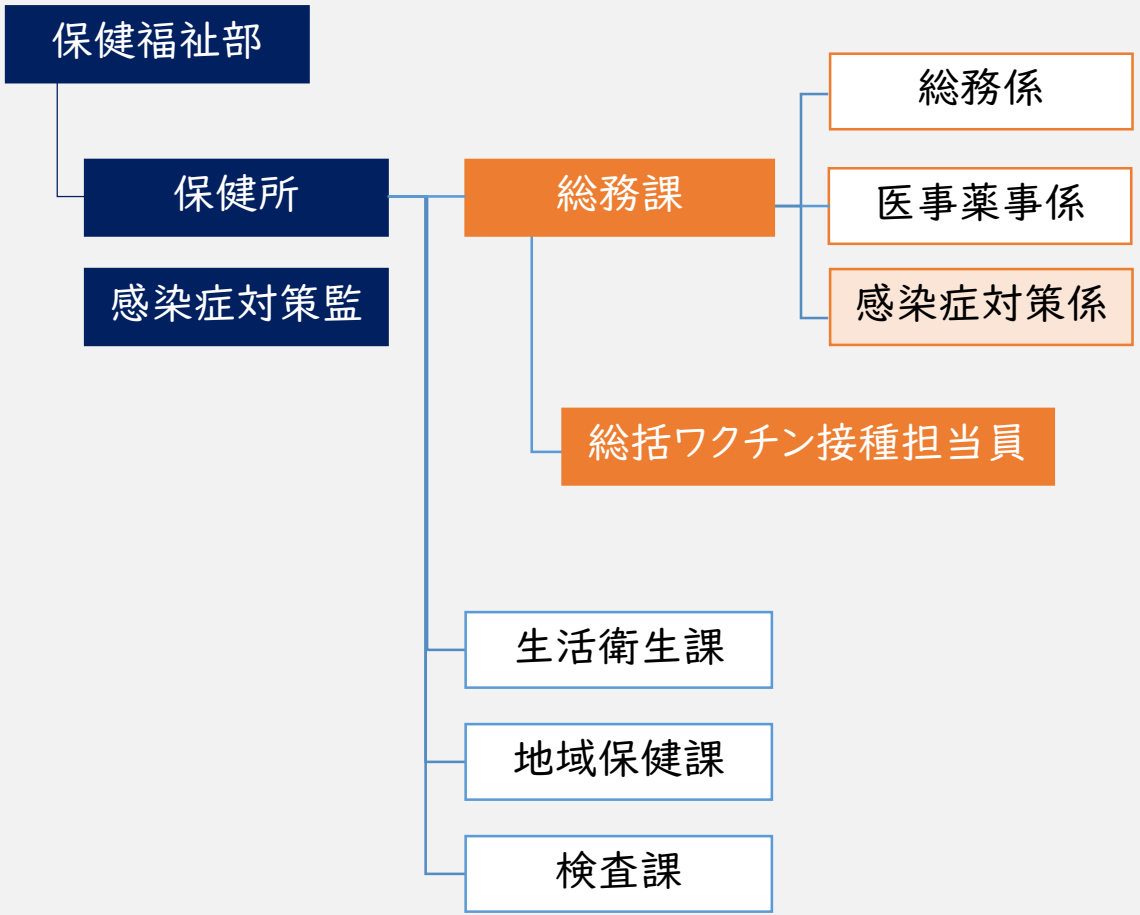 保健福祉部
保健所
感染症対策監
総務課
総務係
医事薬事係
感染症対策係
総括ワクチン接種担当員
生活衛生課
地域保健課
検査課